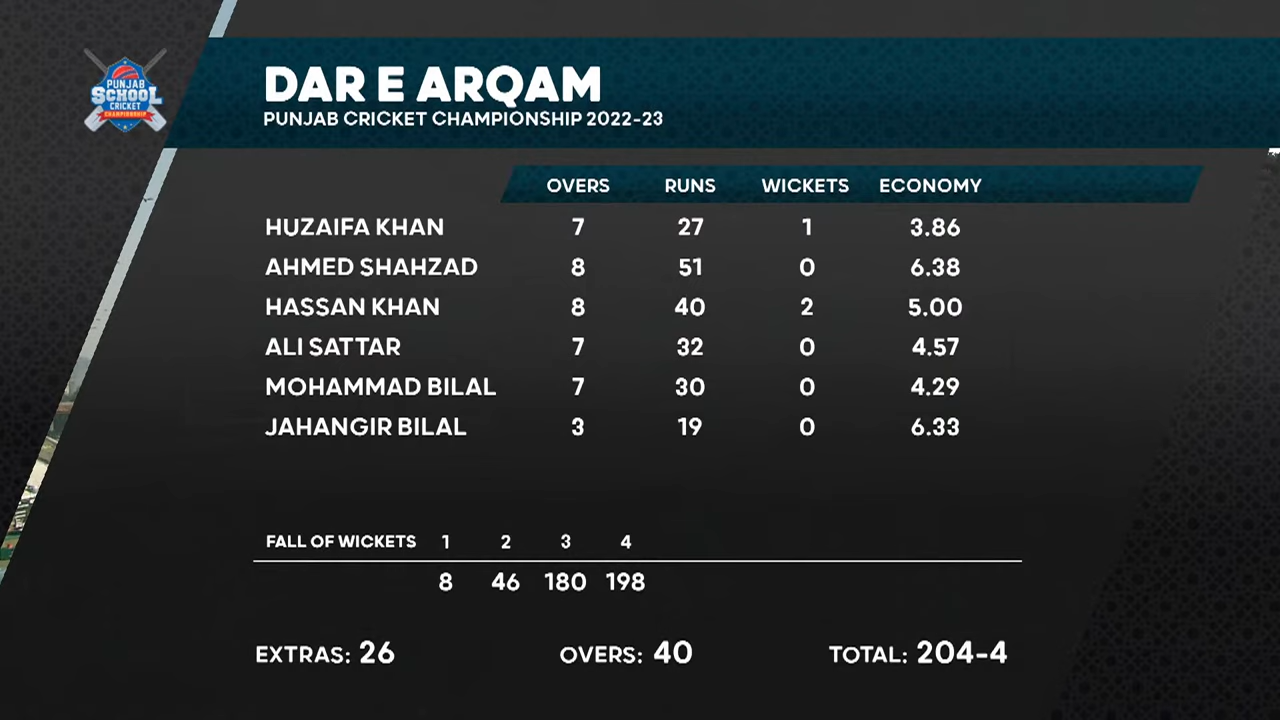 PUNJAB
SCHOOL
CRICKET
CHAMPIONSHIP
DAR E ARQAM
PUNJAB CRICKET CHAMPIONSHIP 2022-23
OVERS RUNS WICKETS ECONOMY
HUZAIFA KHAN 7 27 1 3.86
AHMED SHAHZAD 8 51 0 6.38
HASSAN KHAN 8 40 2 5.00
ALI SATTAR 7 32 0 4.57
MOHAMMAD BILAL 7 30 0 4.29
JAHANGIR BILAL 3 19 0 6.33
FALL OF WICKETS 1 2 3 4
8 46 180 198
EXTRAS: 26 OVERS: 40 TOTAL: 204-4